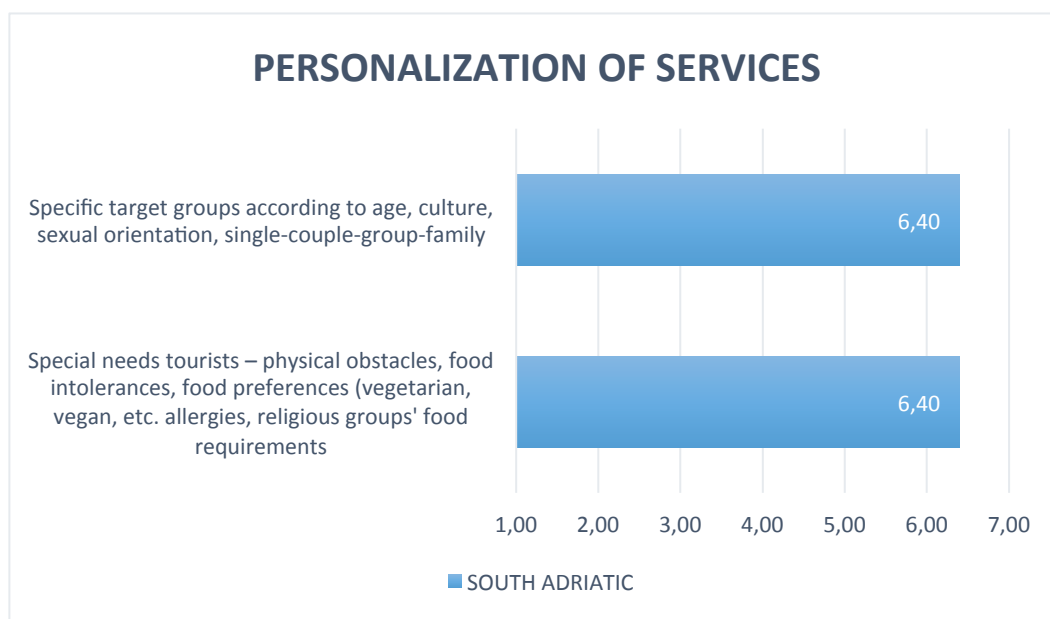 PERSONALIZATION OF SERVICES
Specific target groups according to age, culture,
sexual orientation, single-couple-group-family
6,40
Special needs tourists – physical obstacles, food
intolerances, food preferences (vegetarian,
vegan, etc. allergies, religious groups' food
requirements
6,40
1,00 2,00 3,00 4,00 5,00 6,00 7,00
SOUTH ADRIATIC